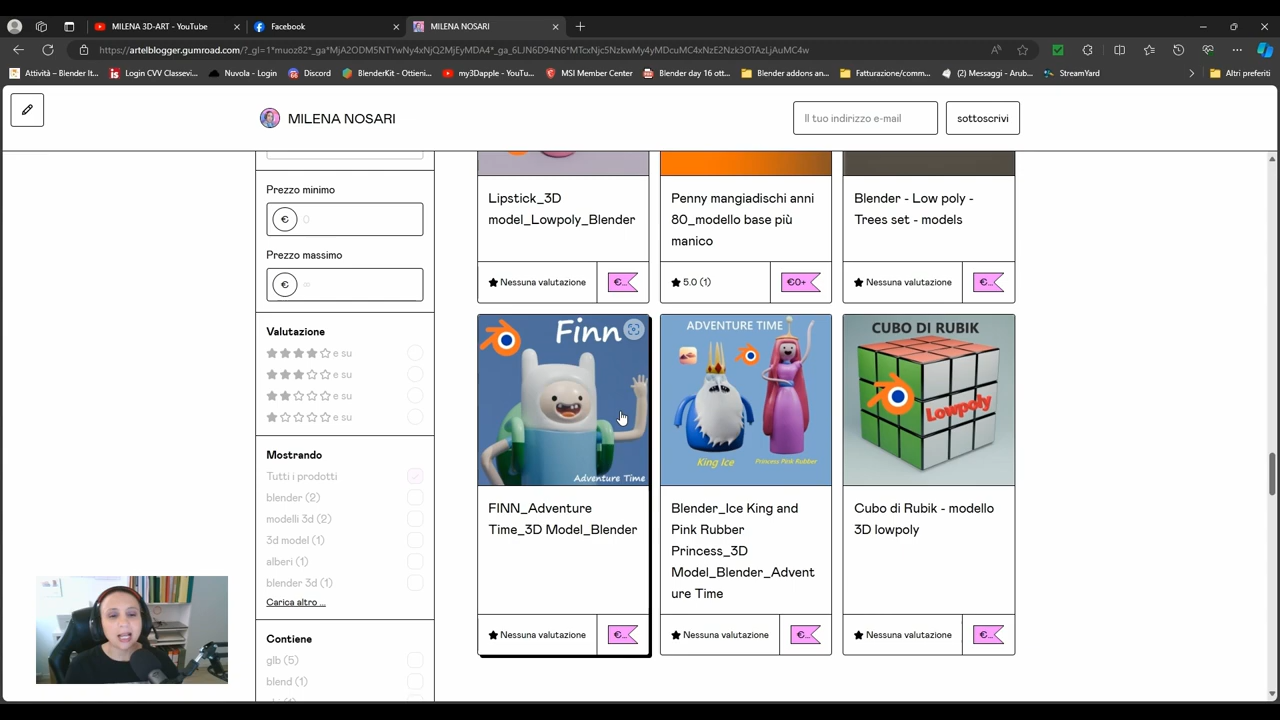 MILENA 3D-ART - YouTube
Facebook
MILENA NOSARI
https://artelblogger.gumroad.com/?_gl=1*muoz82*_ga*MjA2ODM5NTYwNy4xNjQ2MjEyMDA4*_ga_6LJN6D94N6*MTcxNjc5NzkwMy4yMDcuMC4xNzE2Nzk3OTAzLjAuMC4w
Attività – Blender It...
Login CVV Classevi...
Nuvola - Login
Discord
BlenderKit - Ottieni...
my3Dapple - YouTu...
MSI Member Center
Blender day 16 ott...
Blender addons an...
Fatturazione/comm...
(2) Messaggi - Arub...
StreamYard
Altri preferiti
MILENA NOSARI
Il tuo indirizzo e-mail
sottoscrivi
Prezzo minimo
€ 0
Prezzo massimo
€ ∞
Valutazione
e su
e su
e su
e su
Mostrando
Tutti i prodotti
blender (2)
modelli 3d (2)
3d model (1)
alberi (1)
blender 3d (1)
Carica altro ...
Contiene
glb (5)
blend (1)
Lipstick_3D
model_Lowpoly_Blender
Nessuna valutazione
€...
Penny mangiadischi anni
80_modello base più
manico
5.0 (1)
€0+
Blender - Low poly -
Trees set - models
Nessuna valutazione
€...
Finn
Adventure Time
FINN_Adventure
Time_3D Model_Blender
Nessuna valutazione
€...
ADVENTURE TIME
King Ice
Princess Pink Rubber
Blender_Ice King and
Pink Rubber
Princess_3D
Model_Blender_Advent
ure Time
Nessuna valutazione
€...
CUBO DI RUBIK
Lowpoly
Cubo di Rubik - modello
3D lowpoly
Nessuna valutazione
€...